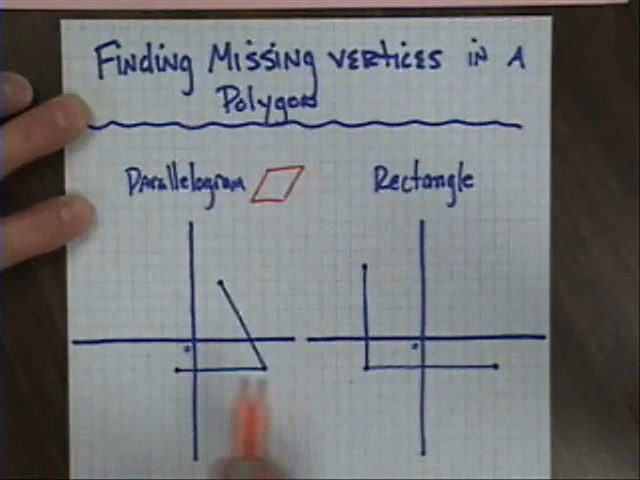 Finding Missing vertices in a
Polygon
Parallelogram Rectangle